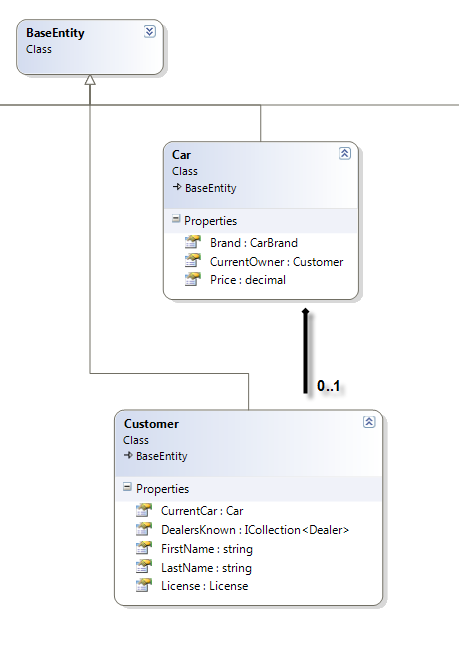 BaseEntity
Class
Car
Class
BaseEntity
Properties
Brand : CarBrand
CurrentOwner : Customer
Price : decimal
0..1
Customer
Class
BaseEntity
Properties
CurrentCar : Car
DealersKnown : ICollection<Dealer>
FirstName : string
LastName : string
License : License